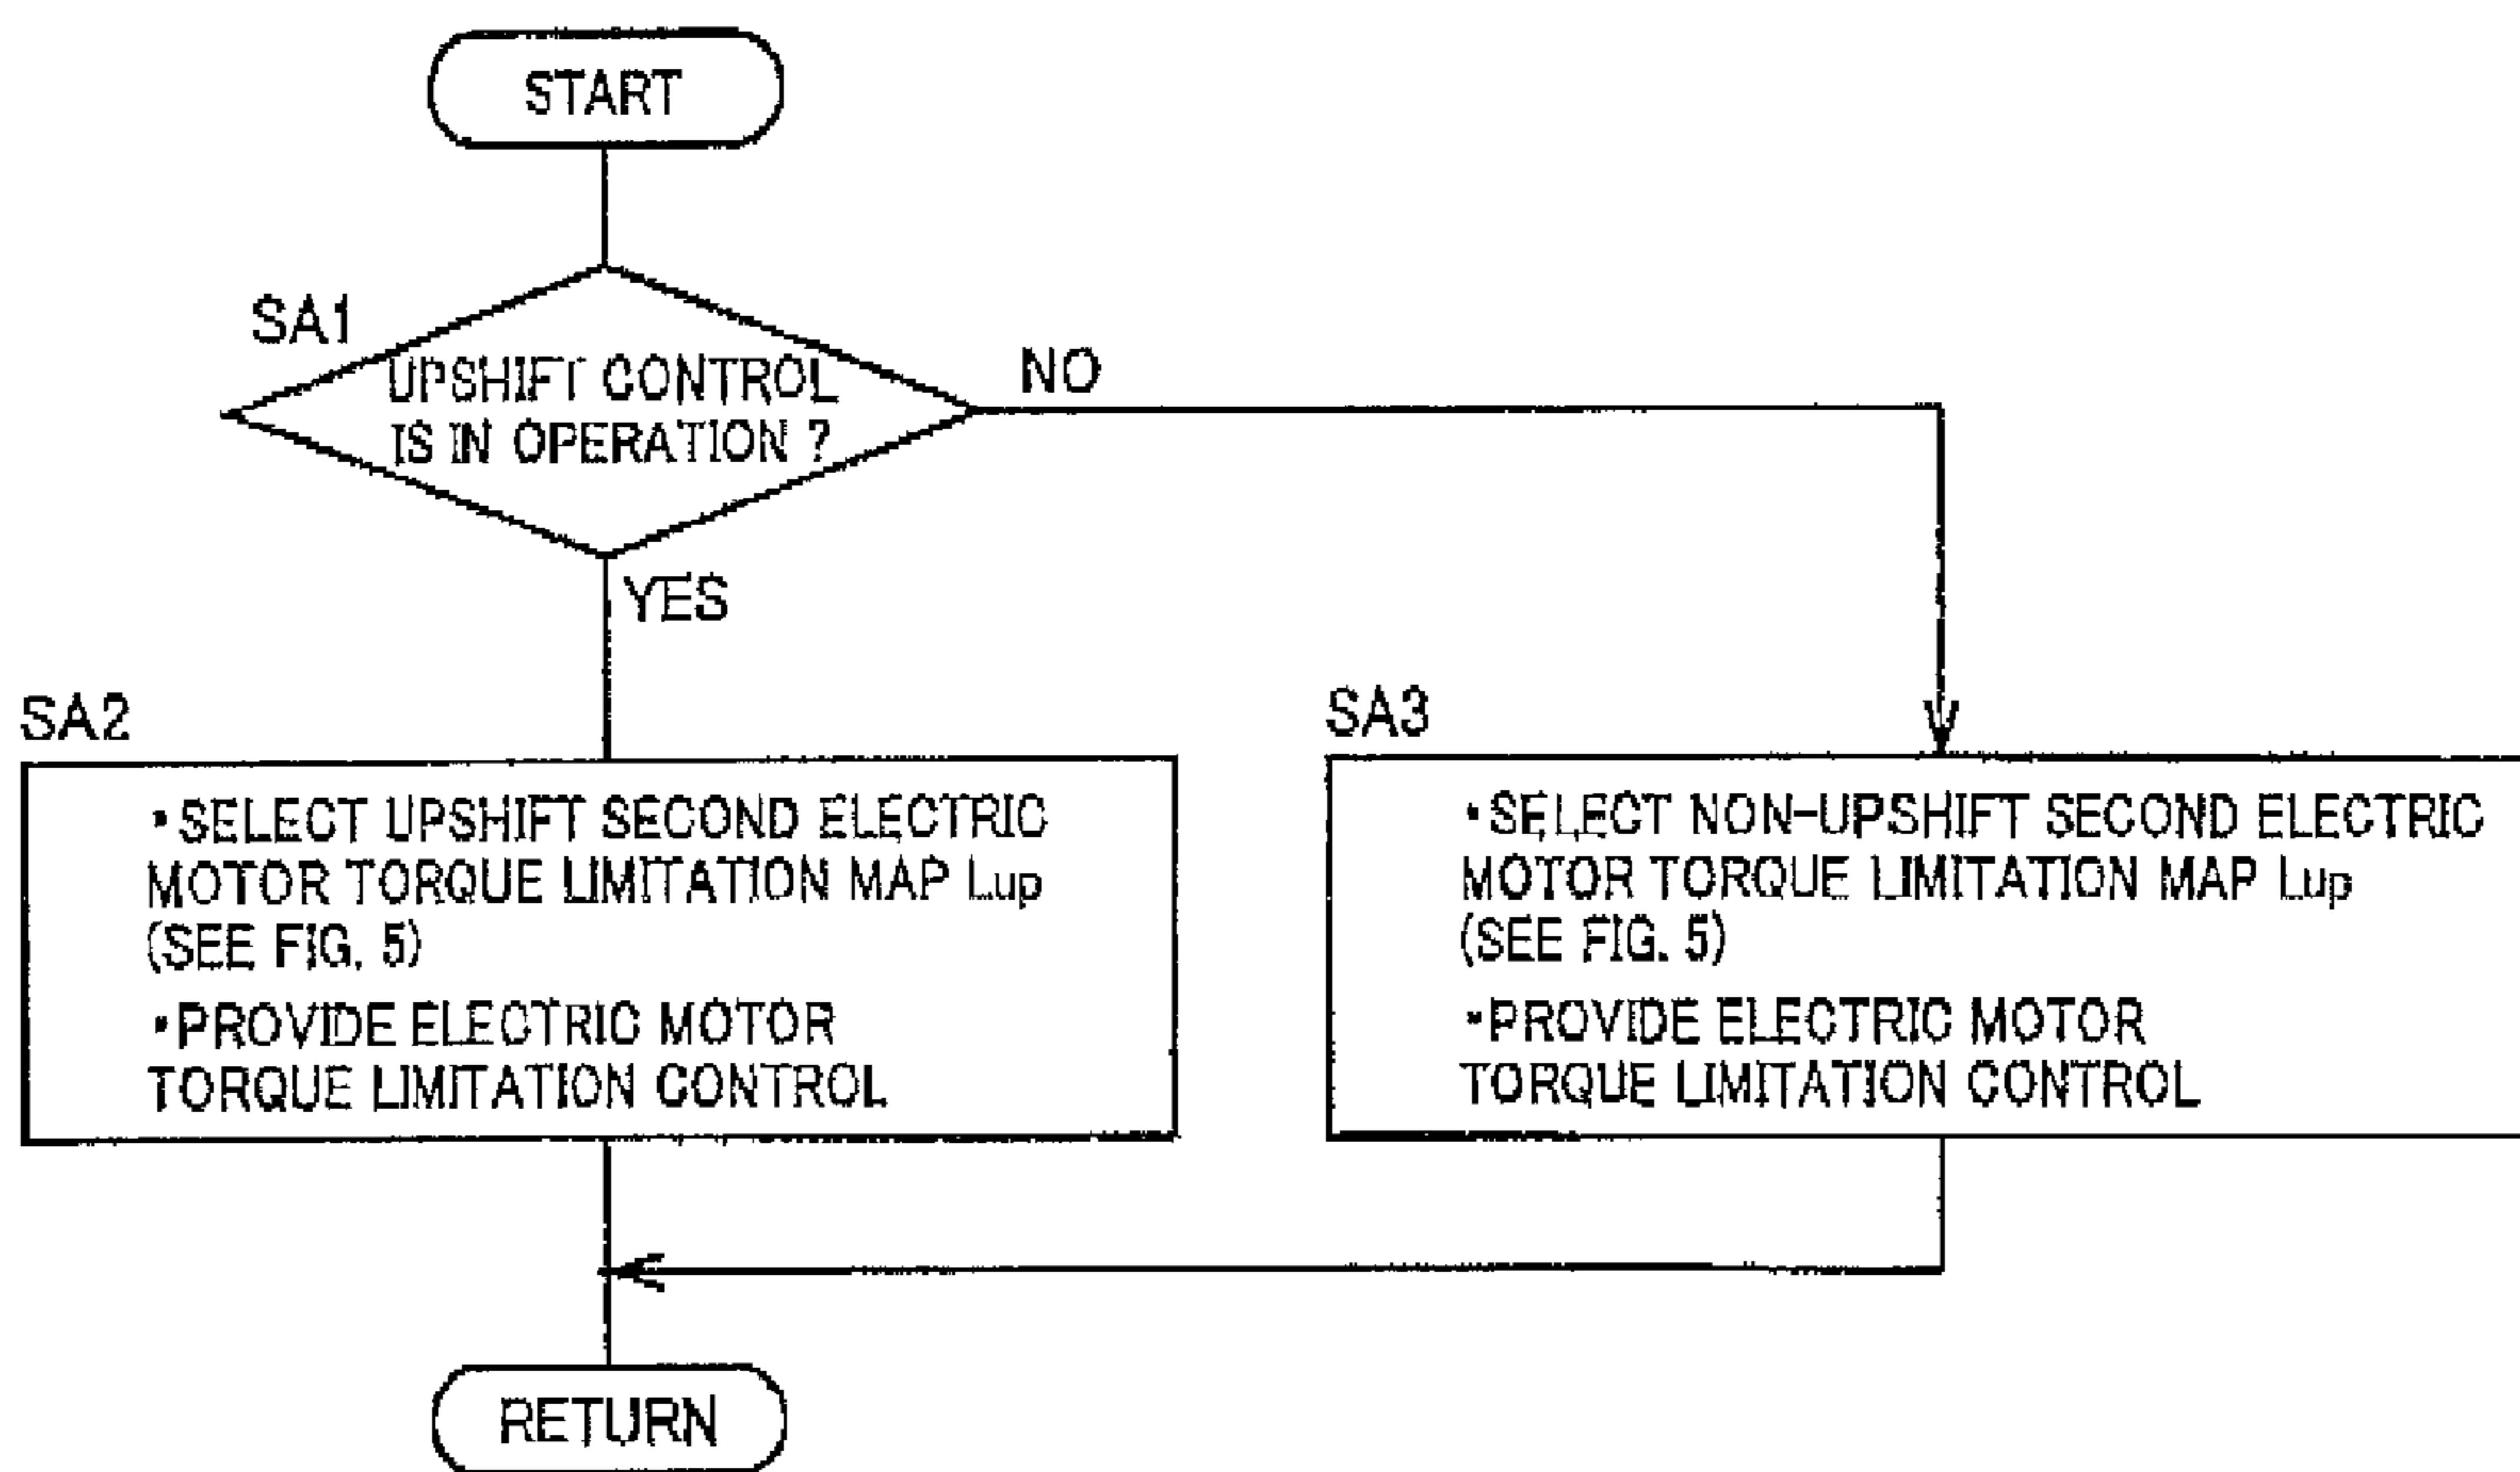 START
SA1
UPSHIFT CONTROL
IS IN OPERATION ?
NO
YES
SA2
•SELECT UPSHIFT SECOND ELECTRIC
MOTOR TORQUE LIMITATION MAP Lup
(SEE FIG. 5)
•PROVIDE ELECTRIC MOTOR
TORQUE LIMITATION CONTROL
SA3
•SELECT NON-UPSHIFT SECOND ELECTRIC
MOTOR TORQUE LIMITATION MAP Lup
(SEE FIG. 5)
•PROVIDE ELECTRIC MOTOR
TORQUE LIMITATION CONTROL
RETURN